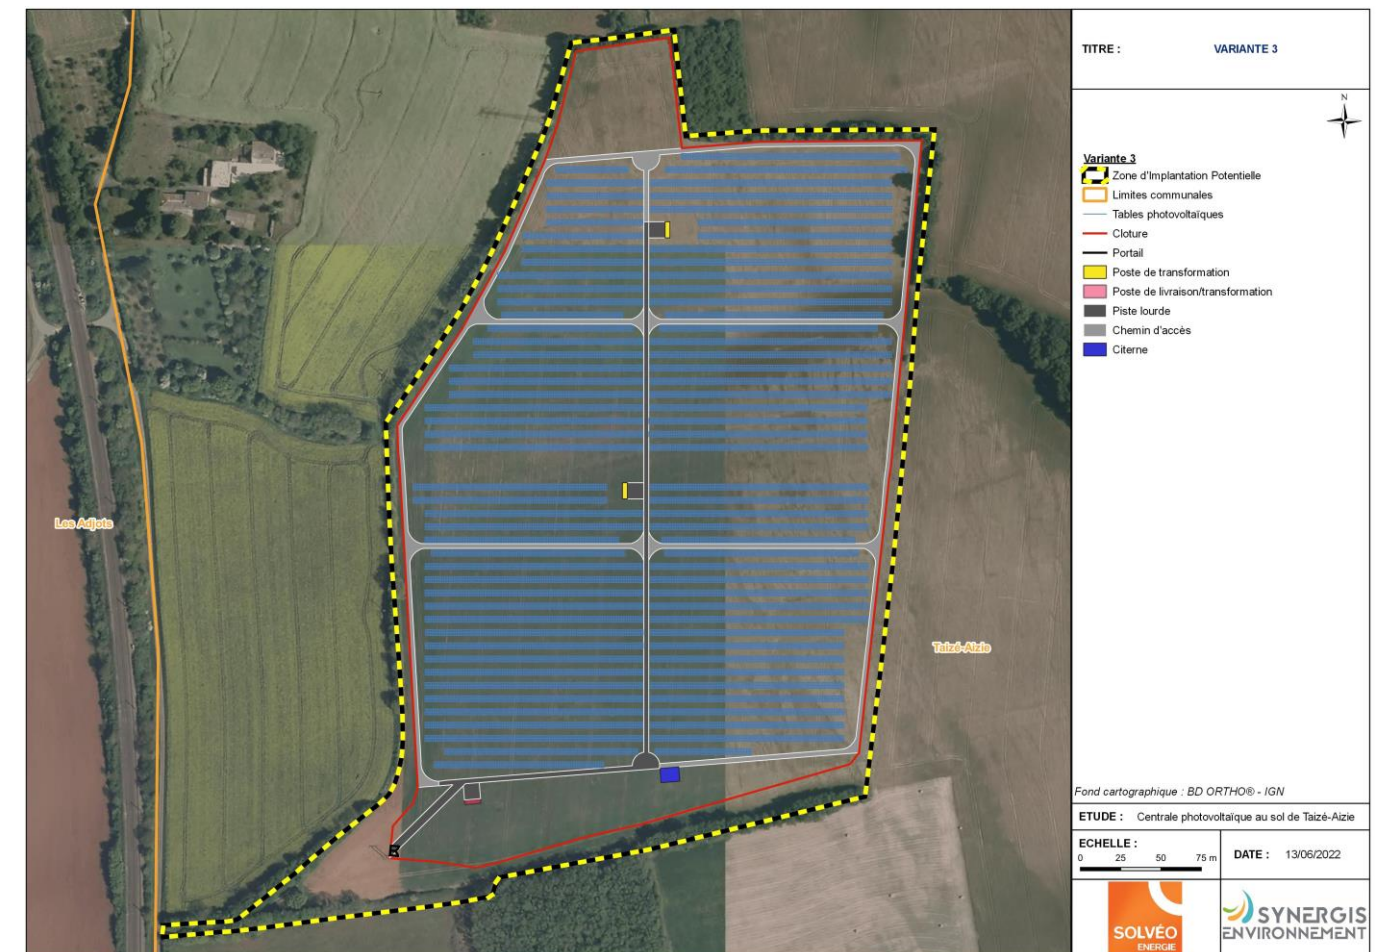 TITRE : VARIANTE 3
N
Variante 3
Zone d'Implantation Potentielle
Limites communales
Tables photovoltaïques
Cloture
Portail
Poste de transformation
Poste de livraison/transformation
Piste lourde
Chemin d'accès
Citerne
Les Adjots
Taizé-Aizie
Fond cartographique : BD ORTHO® - IGN
ETUDE : Centrale photovoltaïque au sol de Taizé-Aizie
ECHELLE :
0 25 50 75 m
DATE : 13/06/2022
SOLVÉO
ENERGIE
SYNERGIS
ENVIRONNEMENT